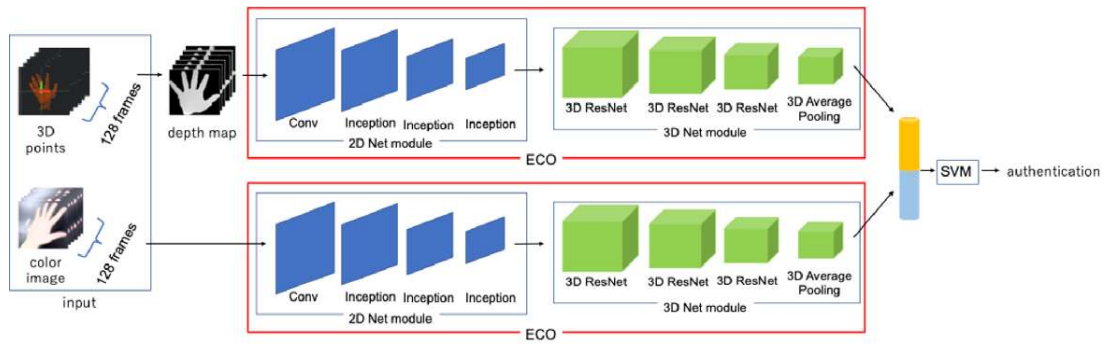 3D
points
128 frames
depth map
Conv
Inception
Inception
Inception
2D Net module
3D ResNet
3D ResNet
3D ResNet
3D Average
Pooling
3D Net module
ECO
color
image
128 frames
input
Conv
Inception
Inception
Inception
2D Net module
3D ResNet
3D ResNet
3D ResNet
3D Average
Pooling
3D Net module
ECO
SVM
authentication